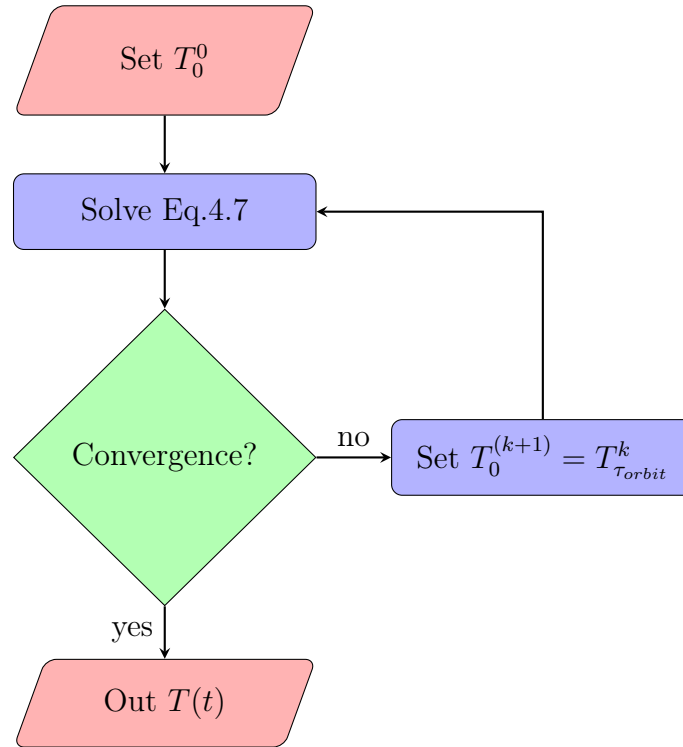 Set $T_0^0$
Solve Eq.4.7
Convergence?
no
Set $T_0^{(k+1)} = T_{\tau_{orbit}}^k$
yes
Out $T(t)$